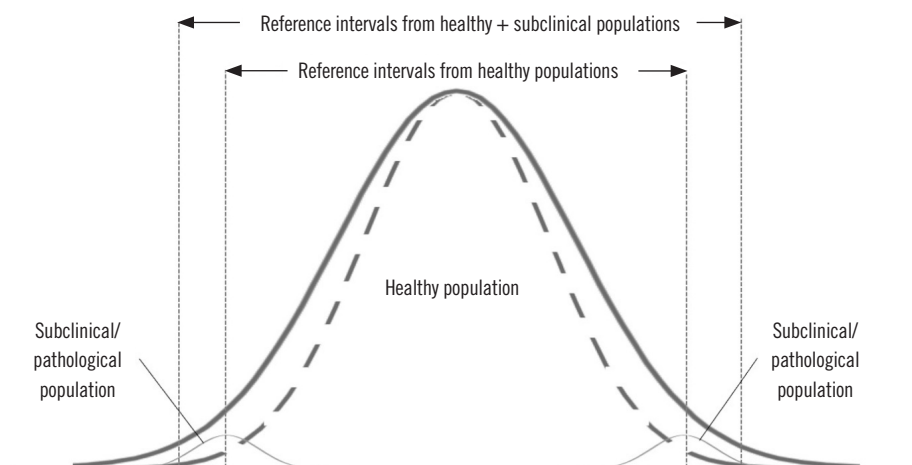 Reference intervals from healthy + subclinical populations
Reference intervals from healthy populations
Healthy population
Subclinical/
pathological
population
Subclinical/
pathological
population